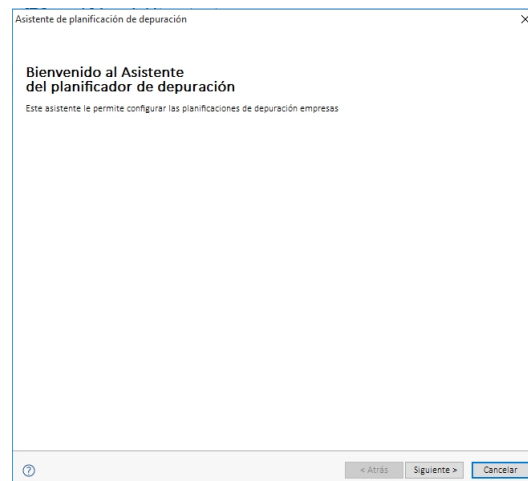 Asistente de planificación de depuración
Bienvenido al Asistente
del planificador de depuración
Este asistente le permite configurar las planificaciones de depuración empresas
< Atrás Siguiente > Cancelar